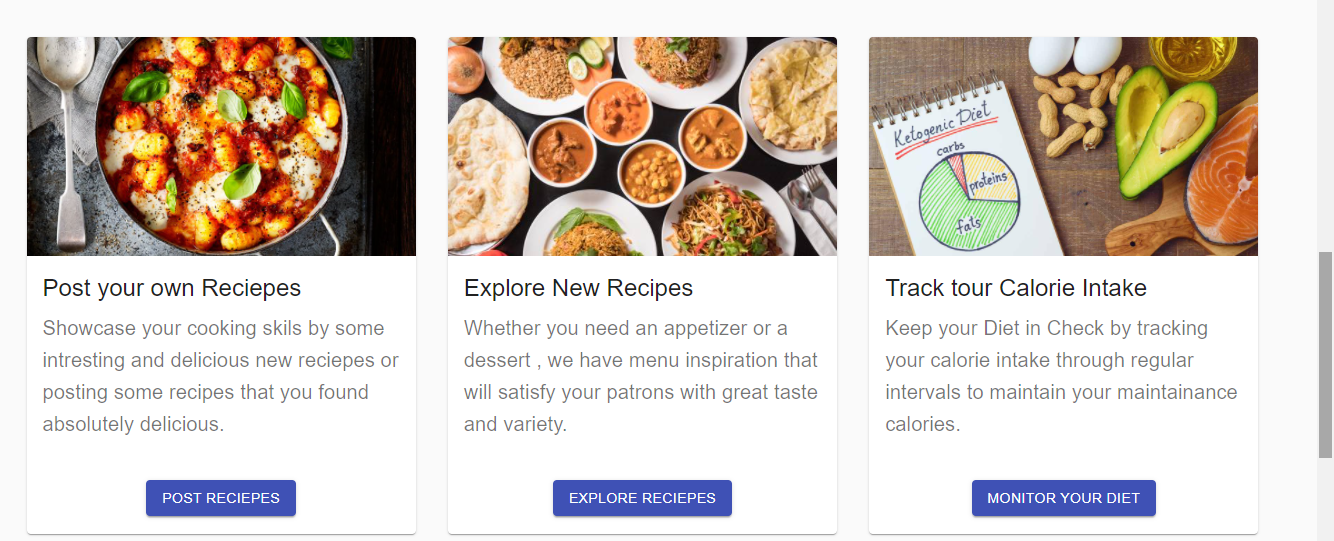 Ketogenic Diet
carbs
proteins
fats
Post your own Reciepes
Showcase your cooking skils by some
intresting and delicious new reciepes or
posting some recipes that you found
absolutely delicious.
POST RECIEPES
Explore New Recipes
Whether you need an appetizer or a
dessert , we have menu inspiration that
will satisfy your patrons with great taste
and variety.
EXPLORE RECIEPES
Track tour Calorie Intake
Keep your Diet in Check by tracking
your calorie intake through regular
intervals to maintain your maintainance
calories.
MONITOR YOUR DIET